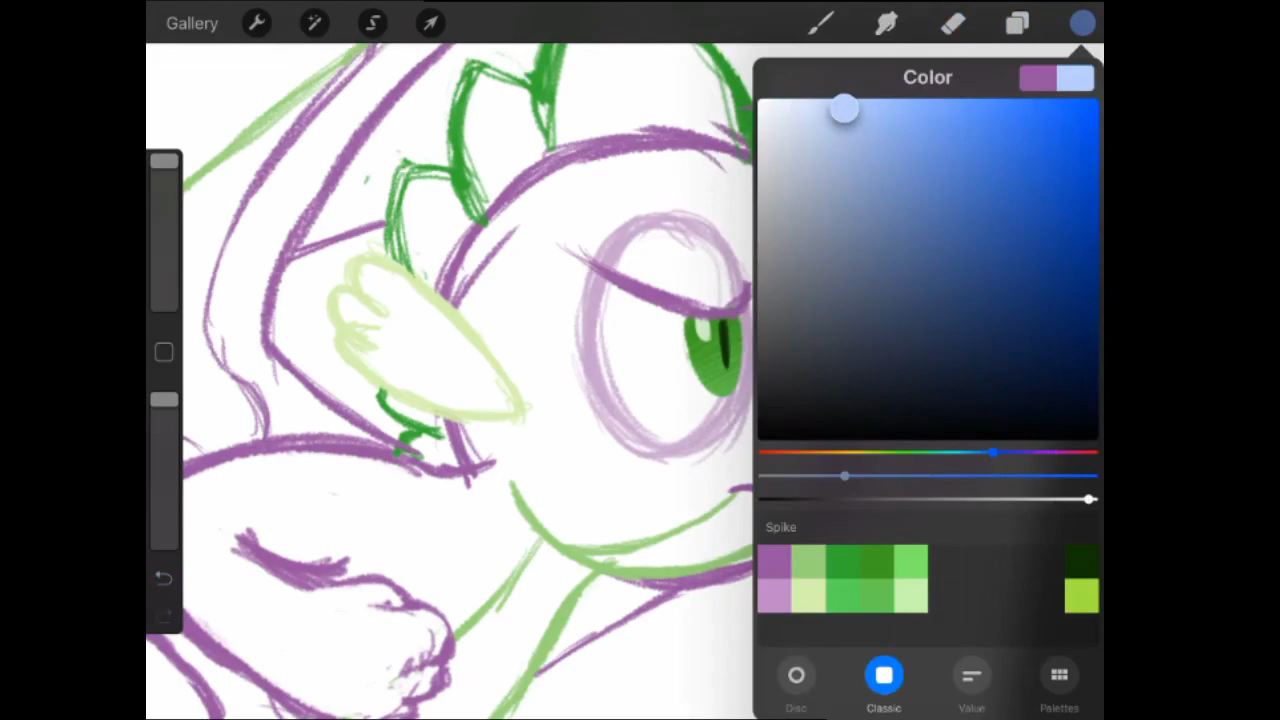 Gallery
Color
Spike
Disc
Classic
Value
Palettes